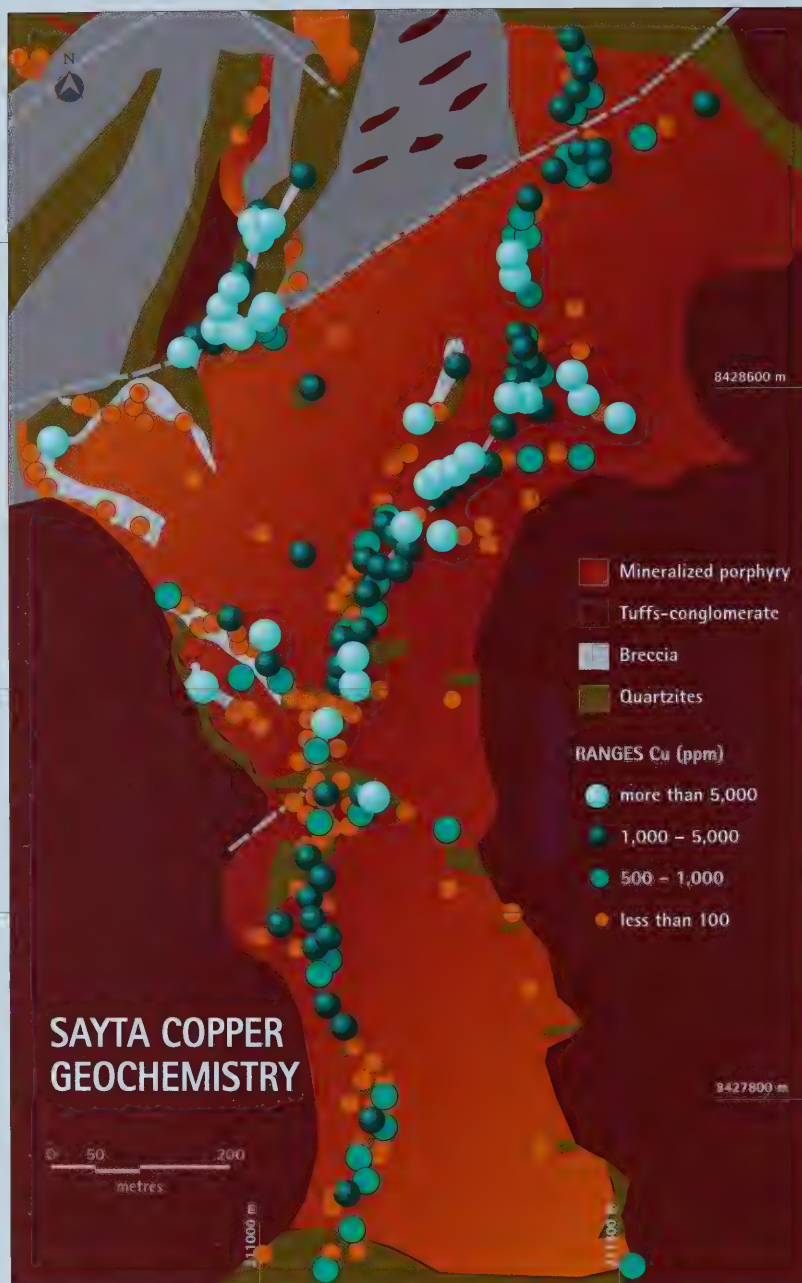 N
8428600 m
Mineralized porphyry
Tuffs-conglomerate
Breccia
Quartzites
RANGES Cu (ppm)
more than 5,000
1,000 – 5,000
500 – 1,000
less than 100
SAYTA COPPER
GEOCHEMISTRY
8427800 m
0 50 200
metres